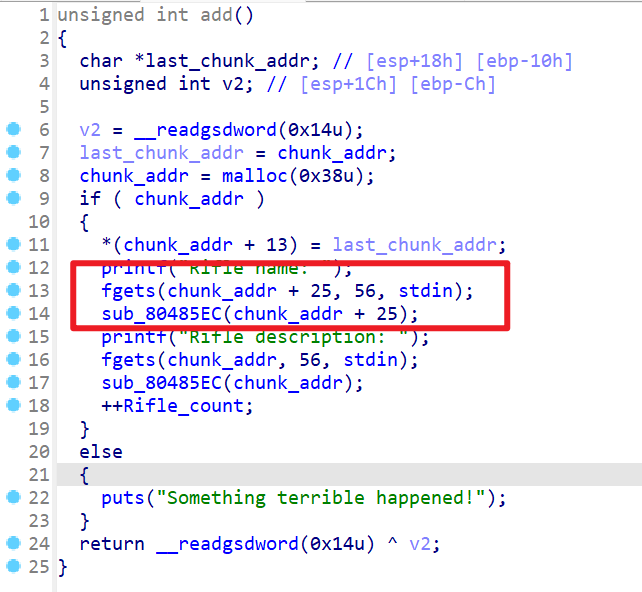 1 unsigned int add()
2 {
3 char *last_chunk_addr; // [esp+18h] [ebp-10h]
4 unsigned int v2; // [esp+1Ch] [ebp-Ch]
5
6 v2 = __readgsdword(0x14u);
7 last_chunk_addr = chunk_addr;
8 chunk_addr = malloc(0x38u);
9 if ( chunk_addr )
10 {
11 *(chunk_addr + 13) = last_chunk_addr;
12 printf("Rifle name: ");
13 fgets(chunk_addr + 25, 56, stdin);
14 sub_80485EC(chunk_addr + 25);
15 printf("Rifle description: ");
16 fgets(chunk_addr, 56, stdin);
17 sub_80485EC(chunk_addr);
18 ++Rifle_count;
19 }
20 else
21 {
22 puts("Something terrible happened!");
23 }
24 return __readgsdword(0x14u) ^ v2;
25 }